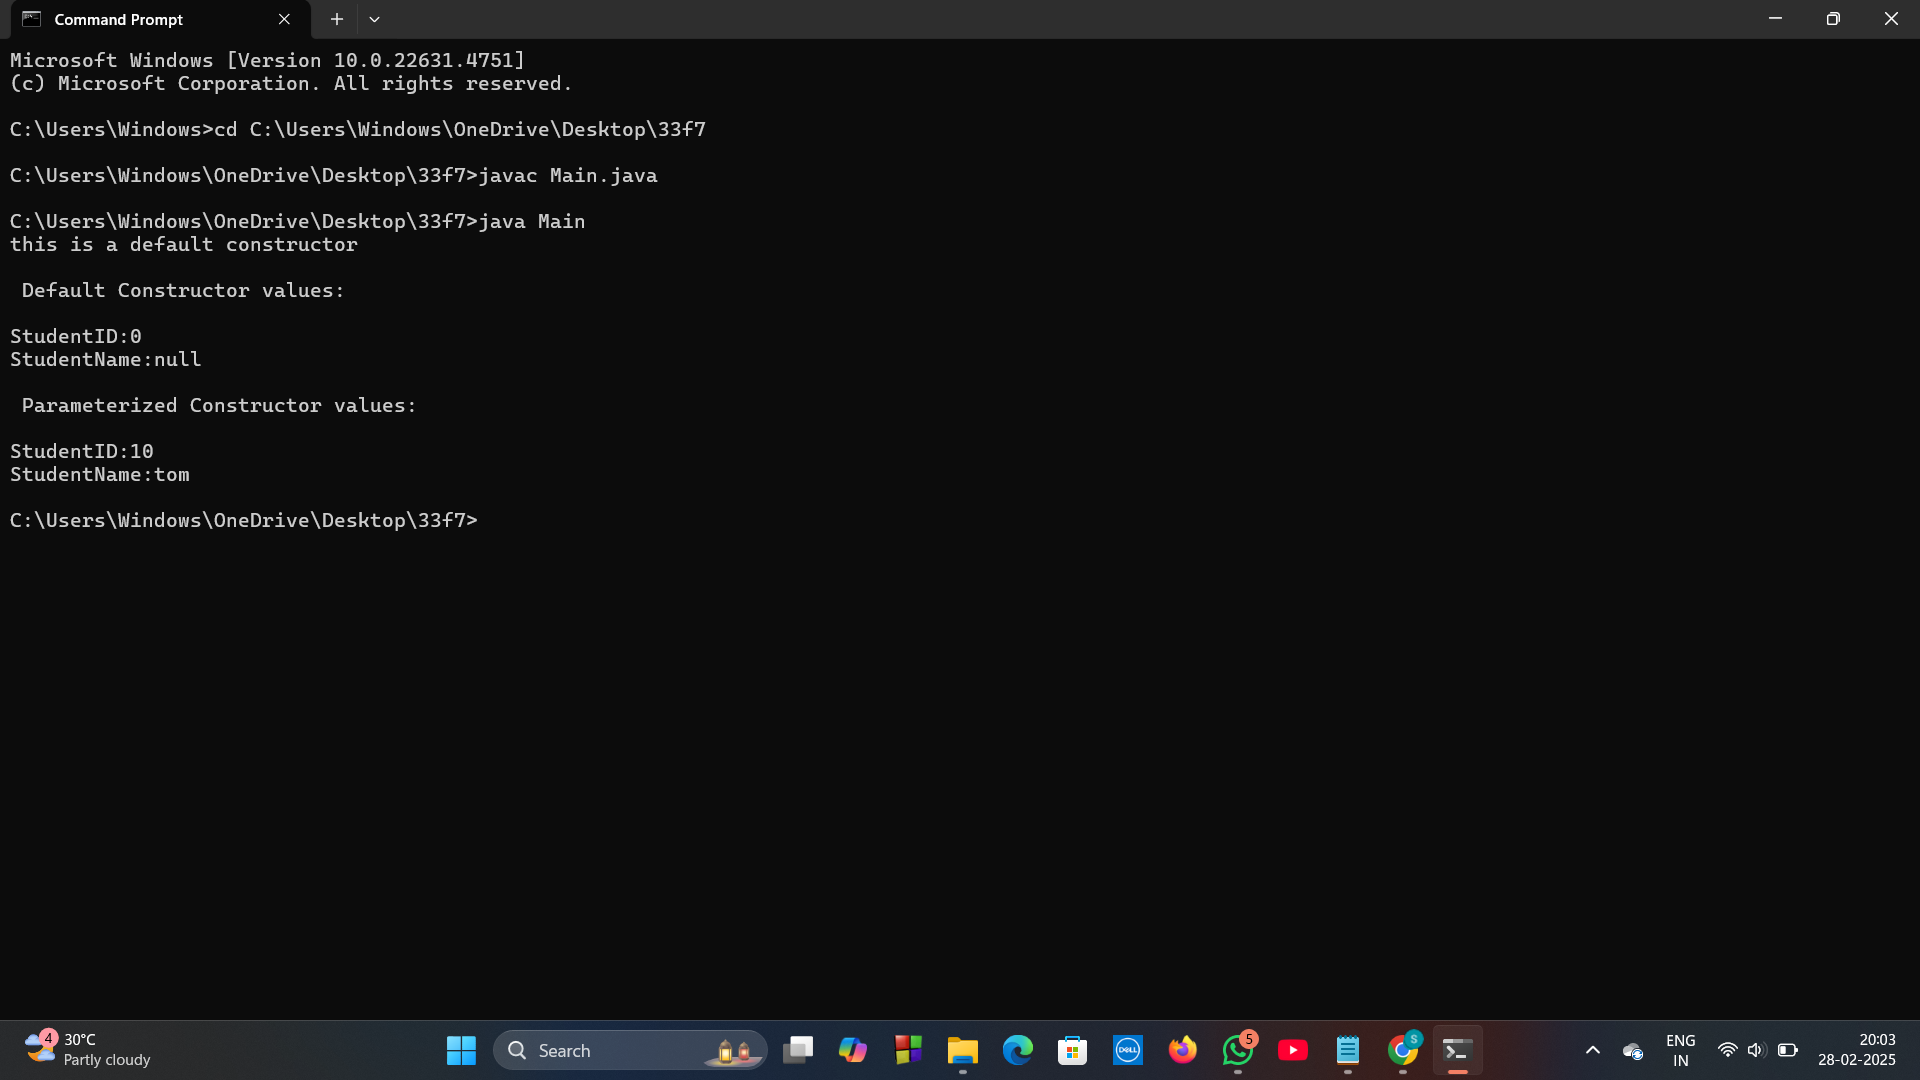 Command Prompt
Microsoft Windows [Version 10.0.22631.4751]
(c) Microsoft Corporation. All rights reserved.
C:\Users\Windows>cd C:\Users\Windows\OneDrive\Desktop\33f7
C:\Users\Windows\OneDrive\Desktop\33f7>javac Main.java
C:\Users\Windows\OneDrive\Desktop\33f7>java Main
this is a default constructor
Default Constructor values:
StudentID:0
StudentName:null
Parameterized Constructor values:
StudentID:10
StudentName:tom
C:\Users\Windows\OneDrive\Desktop\33f7>
4
30°C
Partly cloudy
Search
DELL
5
S
ENG
IN
20:03
28-02-2025